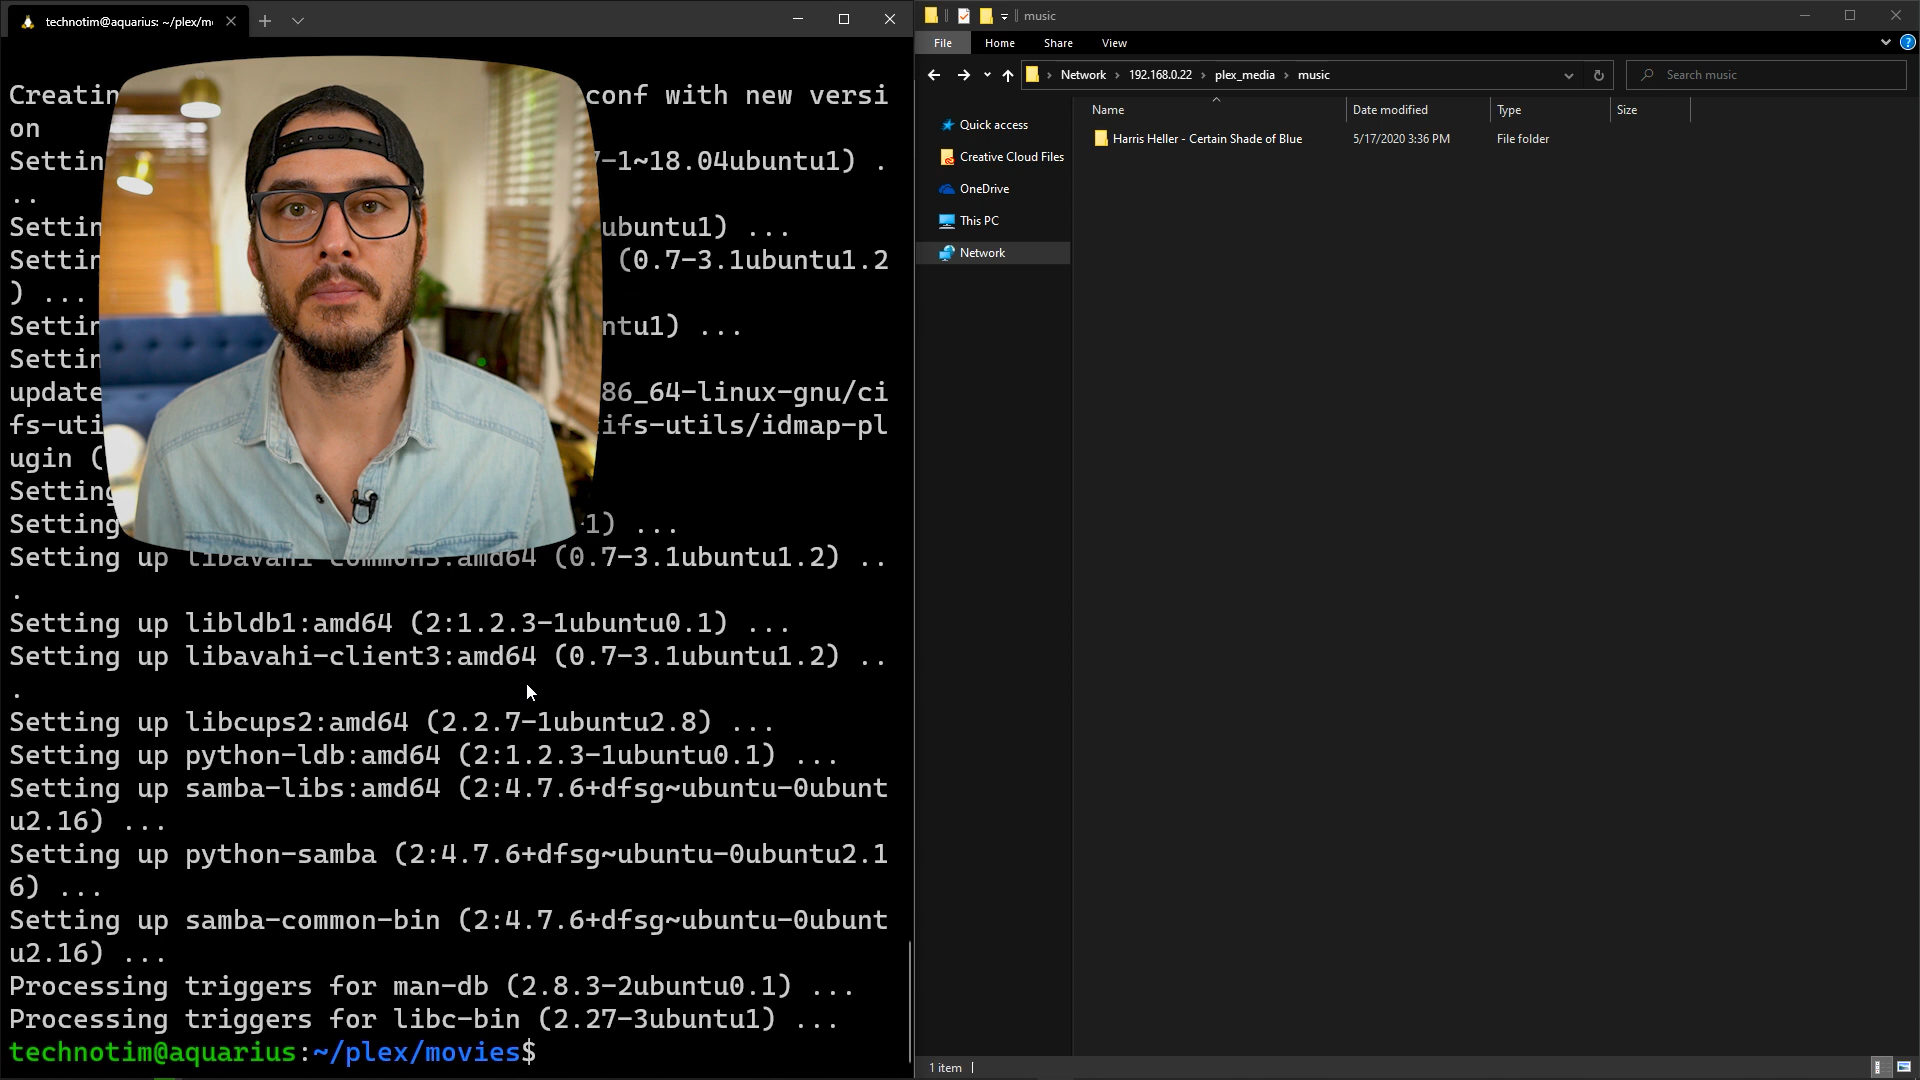 technotim@aquarius: ~/plex/m
Creatin conf with new versi
on
Settin 7-1~18.04ubuntu1) .
..
Settin ubuntu1) ...
Settin (0.7-3.1ubuntu1.2
) ...
Settin ntu1) ...
Settin
update 86_64-linux-gnu/ci
fs-uti ifs-utils/idmap-pl
ugin (
Setting
Setting 1) ...
Setting up libavahi-common3:amd64 (0.7-3.1ubuntu1.2) ..
.
Setting up libldb1:amd64 (2:1.2.3-1ubuntu0.1) ...
Setting up libavahi-client3:amd64 (0.7-3.1ubuntu1.2) ..
.
Setting up libcups2:amd64 (2.2.7-1ubuntu2.8) ...
Setting up python-ldb:amd64 (2:1.2.3-1ubuntu0.1) ...
Setting up samba-libs:amd64 (2:4.7.6+dfsg~ubuntu-0ubunt
u2.16) ...
Setting up python-samba (2:4.7.6+dfsg~ubuntu-0ubuntu2.1
6) ...
Setting up samba-common-bin (2:4.7.6+dfsg~ubuntu-0ubunt
u2.16) ...
Processing triggers for man-db (2.8.3-2ubuntu0.1) ...
Processing triggers for libc-bin (2.27-3ubuntu1) ...
technotim@aquarius:~/plex/movies$
music
File Home Share View
Network 192.168.0.22 plex_media music
Search music
Name Date modified Type Size
Harris Heller - Certain Shade of Blue 5/17/2020 3:36 PM File folder
Quick access
Creative Cloud Files
OneDrive
This PC
Network
1 item